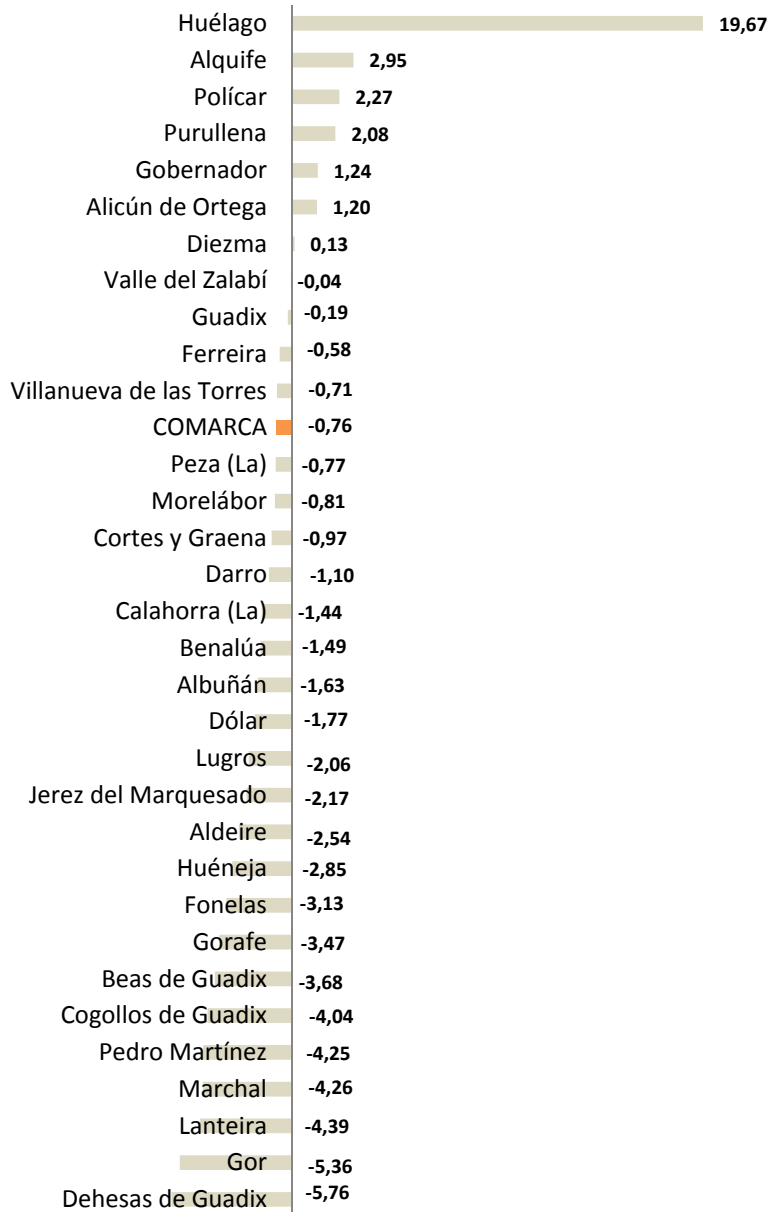 Huélago 19,67
Alquife 2,95
Polícar 2,27
Purullena 2,08
Gobernador 1,24
Alicún de Ortega 1,20
Diezma 0,13
Valle del Zalabí -0,04
Guadix -0,19
Ferreira -0,58
Villanueva de las Torres -0,71
COMARCA -0,76
Peza (La) -0,77
Morelábor -0,81
Cortes y Graena -0,97
Darro -1,10
Calahorra (La) -1,44
Benalúa -1,49
Albuñán -1,63
Dólar -1,77
Lugros -2,06
Jerez del Marquesado -2,17
Aldeire -2,54
Huéneja -2,85
Fonelas -3,13
Gorafe -3,47
Beas de Guadix -3,68
Cogollos de Guadix -4,04
Pedro Martínez -4,25
Marchal -4,26
Lanteira -4,39
Gor -5,36
Dehesas de Guadix -5,76